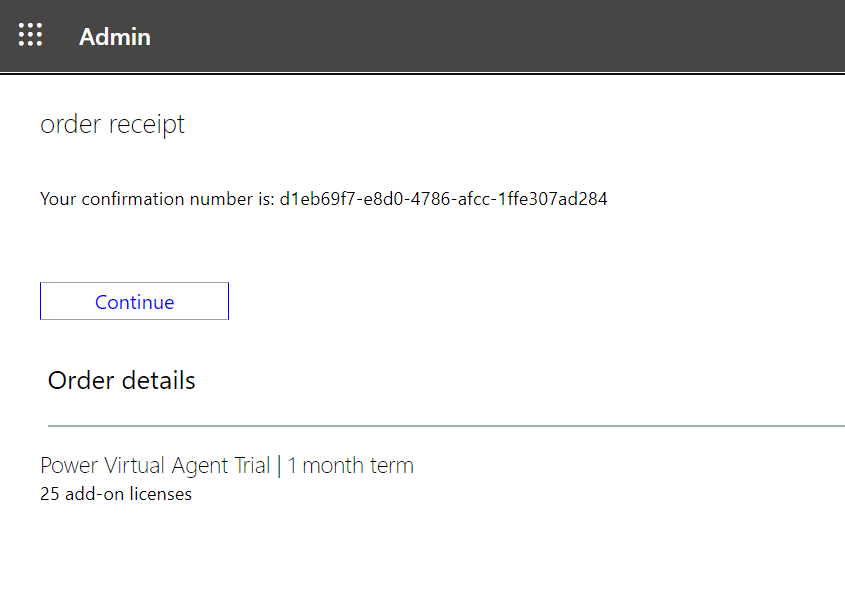 Admin
order receipt
Your confirmation number is: d1eb69f7-e8d0-4786-afcc-1ffe307ad284
Continue
Order details
Power Virtual Agent Trial | 1 month term
25 add-on licenses